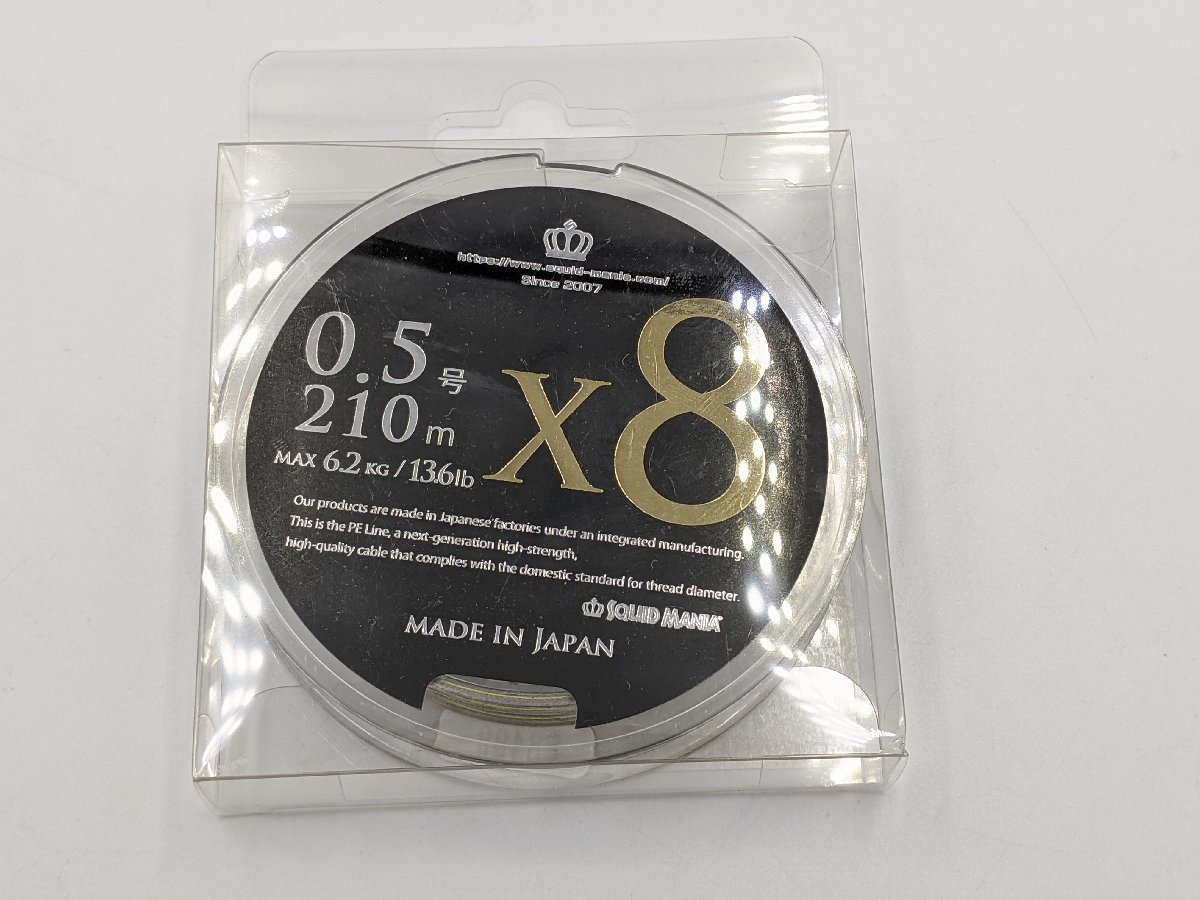 https://www.squid-mania.com/
Since 2007
0.5号
210m
MAX 6.2KG/13.6lb
x8
Our products are made in Japanese factories under an integrated manufacturing.
This is the PE Line, a next-generation high-strength,
high-quality cable that complies with the domestic standard for thread diameter.
SQUID MANIA
MADE IN JAPAN